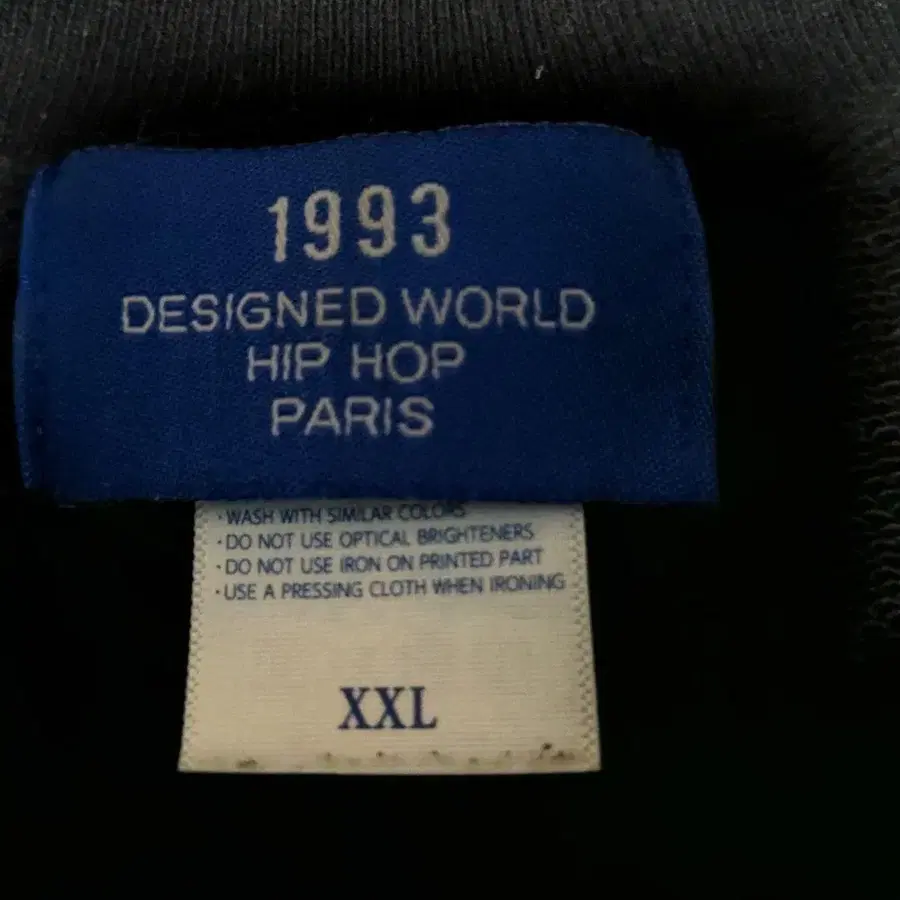 1993
DESIGNED WORLD
HIP HOP
PARIS
· WASH WITH SIMILAR COLORS
· DO NOT USE OPTICAL BRIGHTENERS
· DO NOT USE IRON ON PRINTED PART
· USE A PRESSING CLOTH WHEN IRONING
XXL